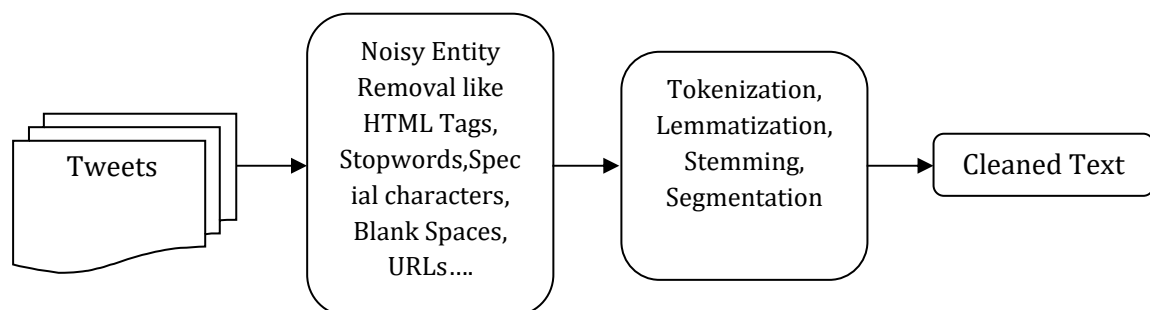 Tweets
Noisy Entity
Removal like
HTML Tags,
Stopwords,Spec
ial characters,
Blank Spaces,
URLs....
Tokenization,
Lemmatization,
Stemming,
Segmentation
Cleaned Text